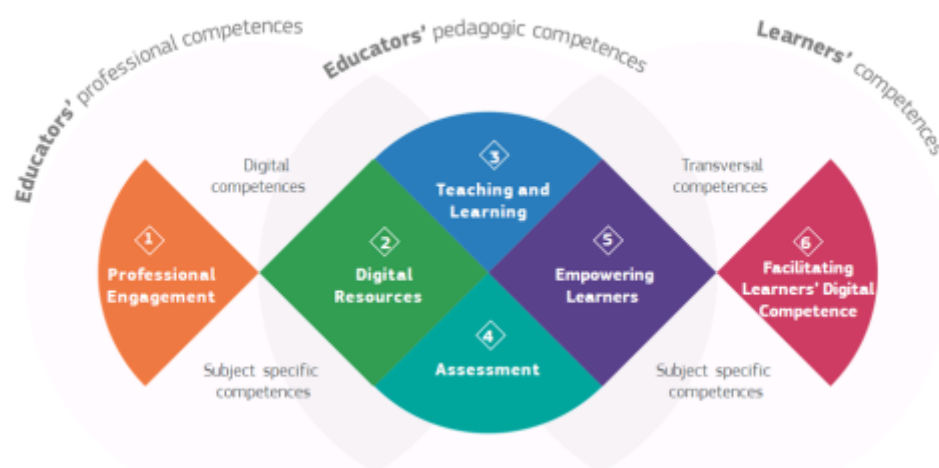 Educators' professional competences
Educators' pedagogic competences
Learners' competences
Digital
competences
Transversal
competences
1
Professional
Engagement
2
Digital
Resources
3
Teaching and
Learning
4
Assessment
5
Empowering
Learners
6
Facilitating
Learners' Digital
Competence
Subject specific
competences
Subject specific
competences